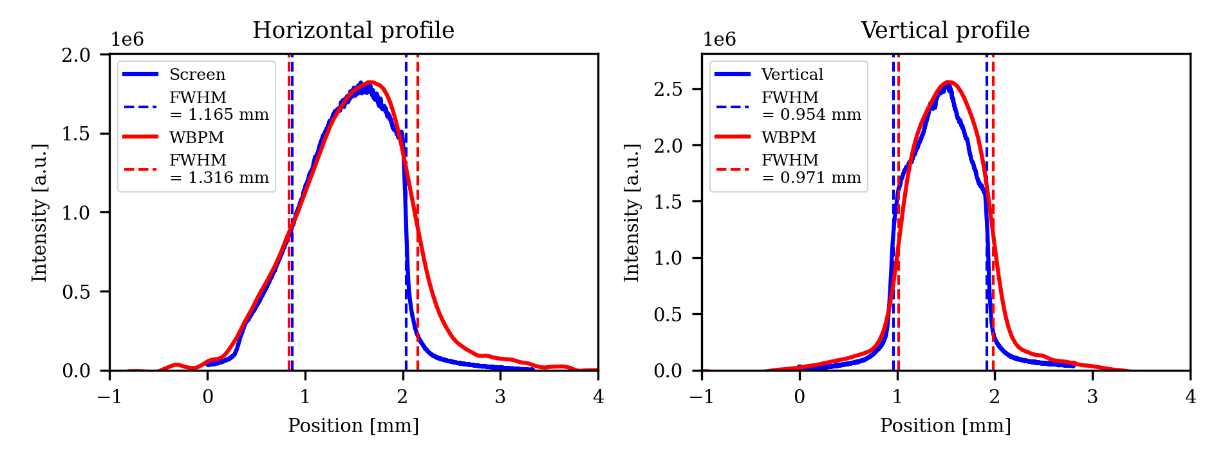 Horizontal profile
1e6
2.0
1.5
1.0
0.5
0.0
Intensity [a.u.]
Screen
FWHM
= 1.165 mm
WBPM
FWHM
= 1.316 mm
−1 0 1 2 3 4
Position [mm]
Vertical profile
1e6
2.5
2.0
1.5
1.0
0.5
0.0
Intensity [a.u.]
Vertical
FWHM
= 0.954 mm
WBPM
FWHM
= 0.971 mm
−1 0 1 2 3 4
Position [mm]